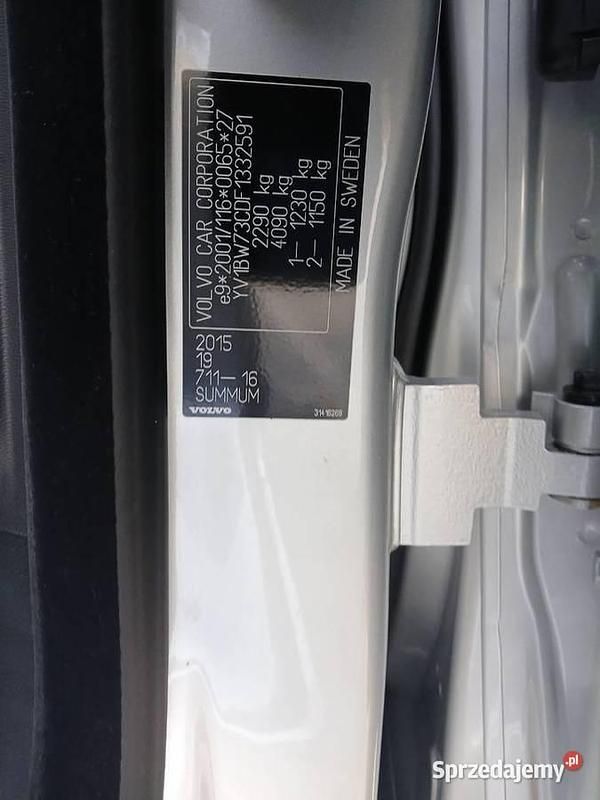 VOLVO CAR CORPORATION
e9*2001/116*0065*27
YV1BW73CDF1332591
2290 kg
4090 kg
1— 1230 kg
2— 1150 kg
MADE IN SWEDEN
2015
19
711— 16
SUMMUM
VOLVO
31416269
Sprzedajemy.pl